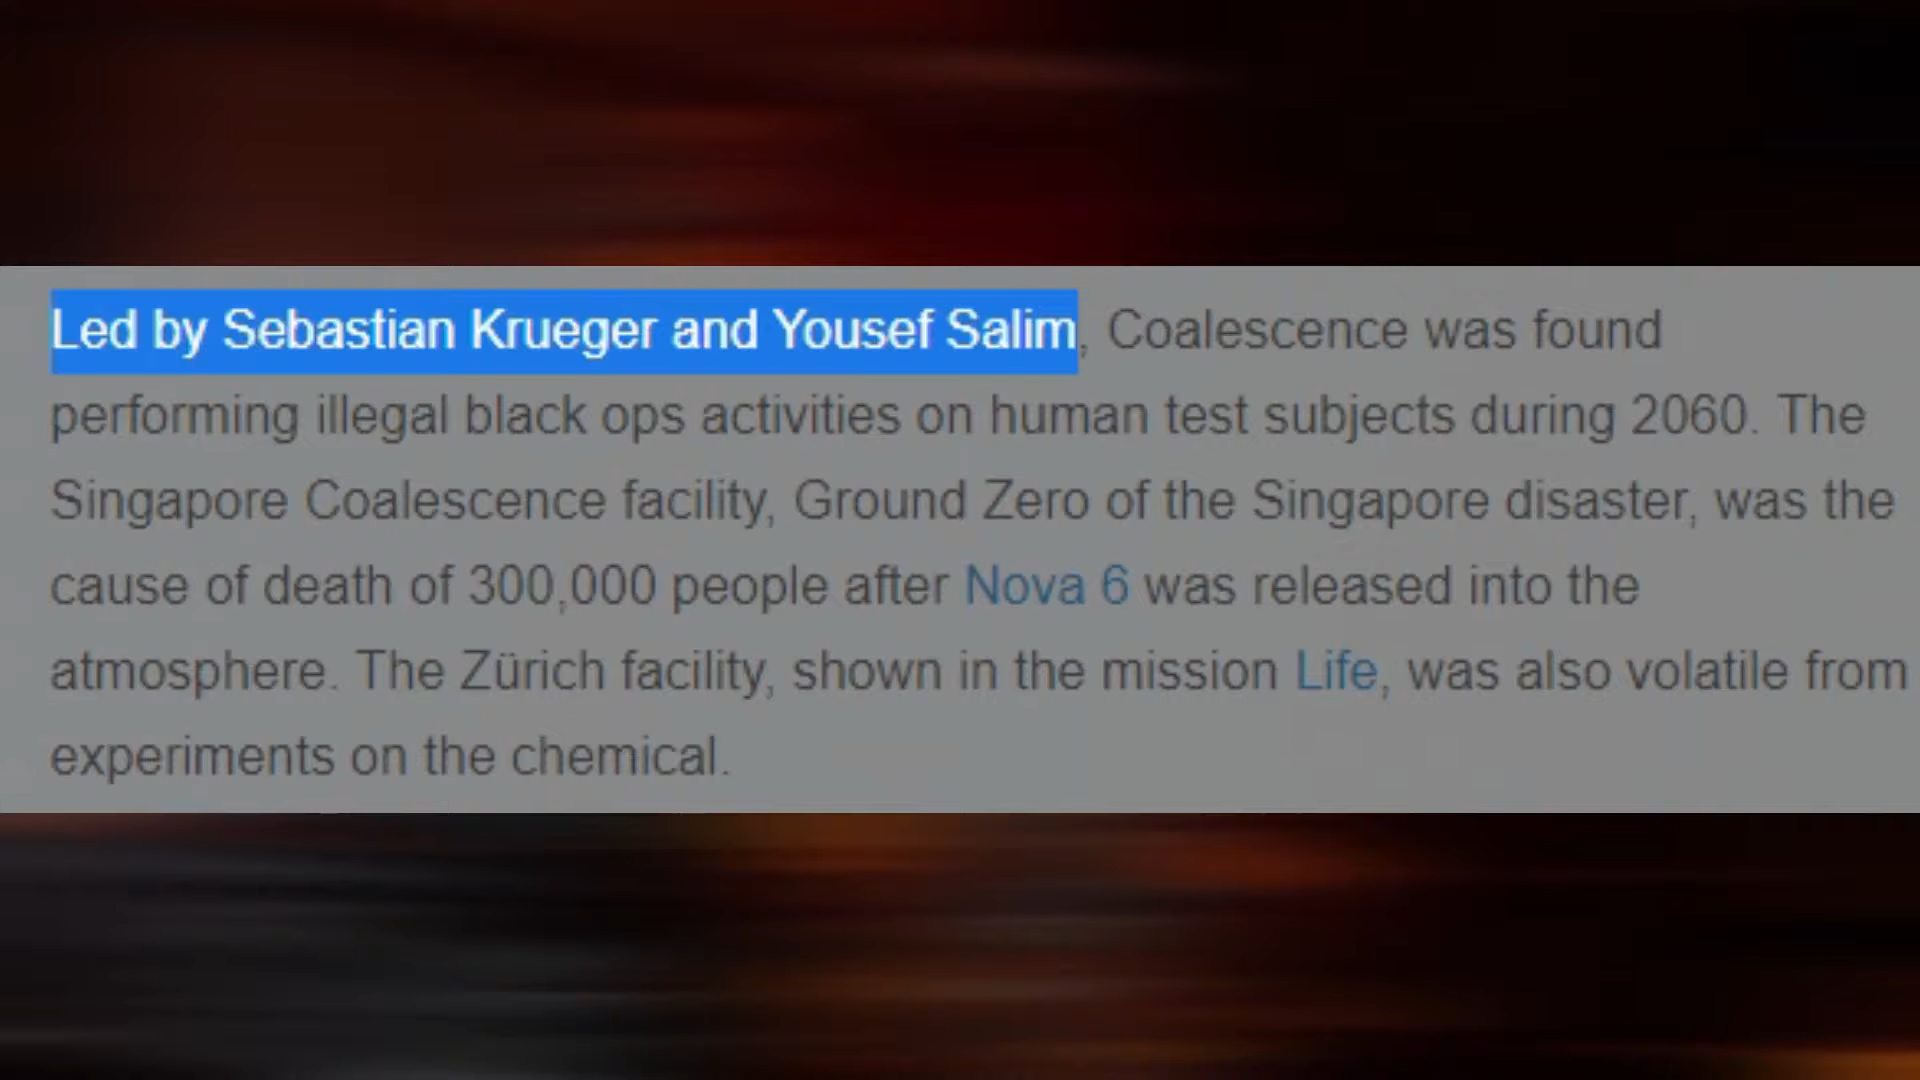 Led by Sebastian Krueger and Yousef Salim, Coalescence was found
performing illegal black ops activities on human test subjects during 2060. The
Singapore Coalescence facility, Ground Zero of the Singapore disaster, was the
cause of death of 300,000 people after Nova 6 was released into the
atmosphere. The Zürich facility, shown in the mission Life, was also volatile from
experiments on the chemical.